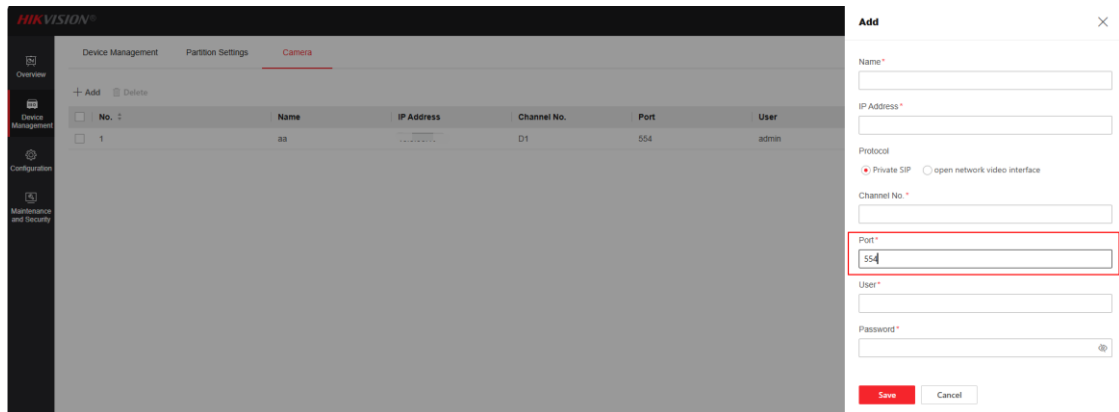 HIKVISION®
Overview
Device Management
Configuration
Maintenance and Security
Device Management Partition Settings Camera
Add Delete
No. Name IP Address Channel No. Port User
1 aa D1 554 admin
Add
Name*
IP Address*
Protocol
Private SIP open network video interface
Channel No.*
Port*
554
User*
Password*
Save Cancel